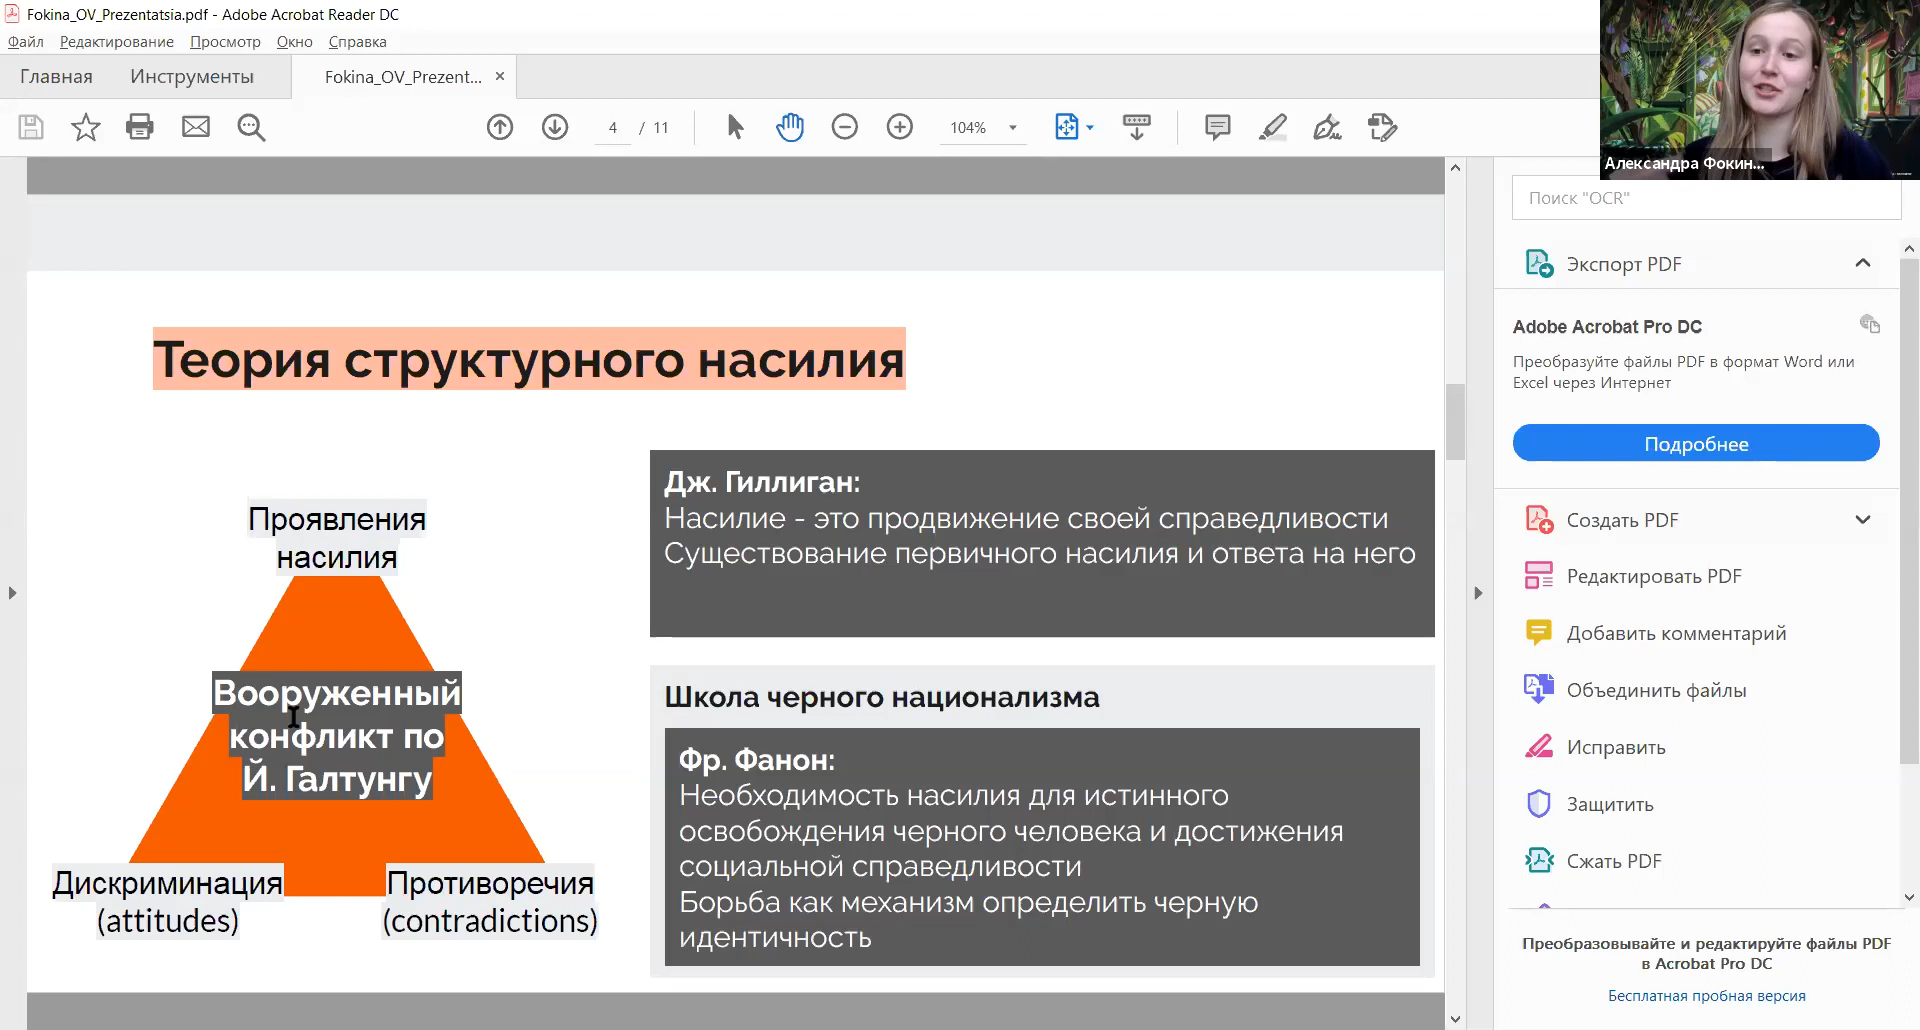 Fokina_OV_Prezentatsia.pdf - Adobe Acrobat Reader DC
Файл Редактирование Просмотр Окно Справка
Главная Инструменты Fokina_OV_Prezent... ×
4 / 11 104%
Александра Фокин...
Поиск "OCR"
Экспорт PDF
Adobe Acrobat Pro DC
Преобразуйте файлы PDF в формат Word или
Excel через Интернет
Подробнее
Создать PDF
Редактировать PDF
Добавить комментарий
Объединить файлы
Исправить
Защитить
Сжать PDF
Преобразовывайте и редактируйте файлы PDF
в Acrobat Pro DC
Бесплатная пробная версия
Теория структурного насилия
Проявления
насилия
Вооруженный
конфликт по
Й. Галтунгу
Дискриминация
(attitudes)
Противоречия
(contradictions)
Дж. Гиллиган:
Насилие - это продвижение своей справедливости
Существование первичного насилия и ответа на него
Школа черного национализма
Фр. Фанон:
Необходимость насилия для истинного
освобождения черного человека и достижения
социальной справедливости
Борьба как механизм определить черную
идентичность